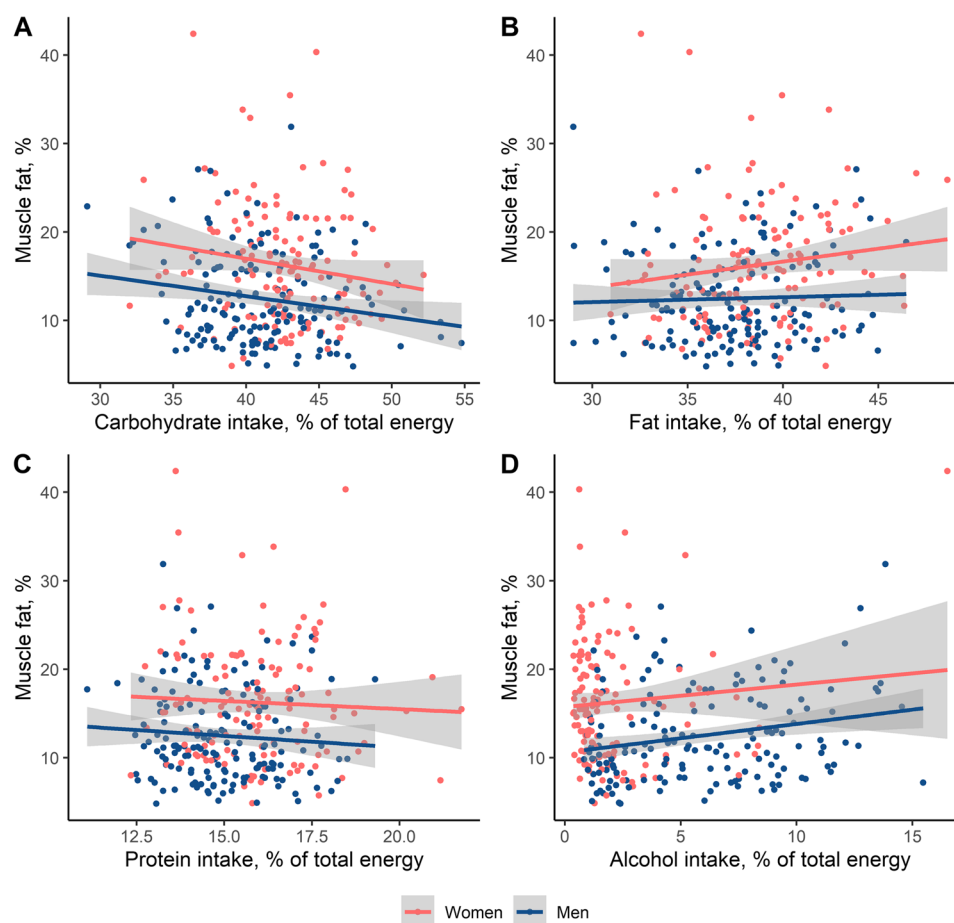 A
B
Muscle fat, %
40
30
20
10
30
35
40
45
50
55
Carbohydrate intake, % of total energy
Muscle fat, %
40
30
20
10
30
35
40
45
Fat intake, % of total energy
C
D
Muscle fat, %
40
30
20
10
12.5
15.0
17.5
20.0
Protein intake, % of total energy
Muscle fat, %
40
30
20
10
0
5
10
15
Alcohol intake, % of total energy
Women
Men